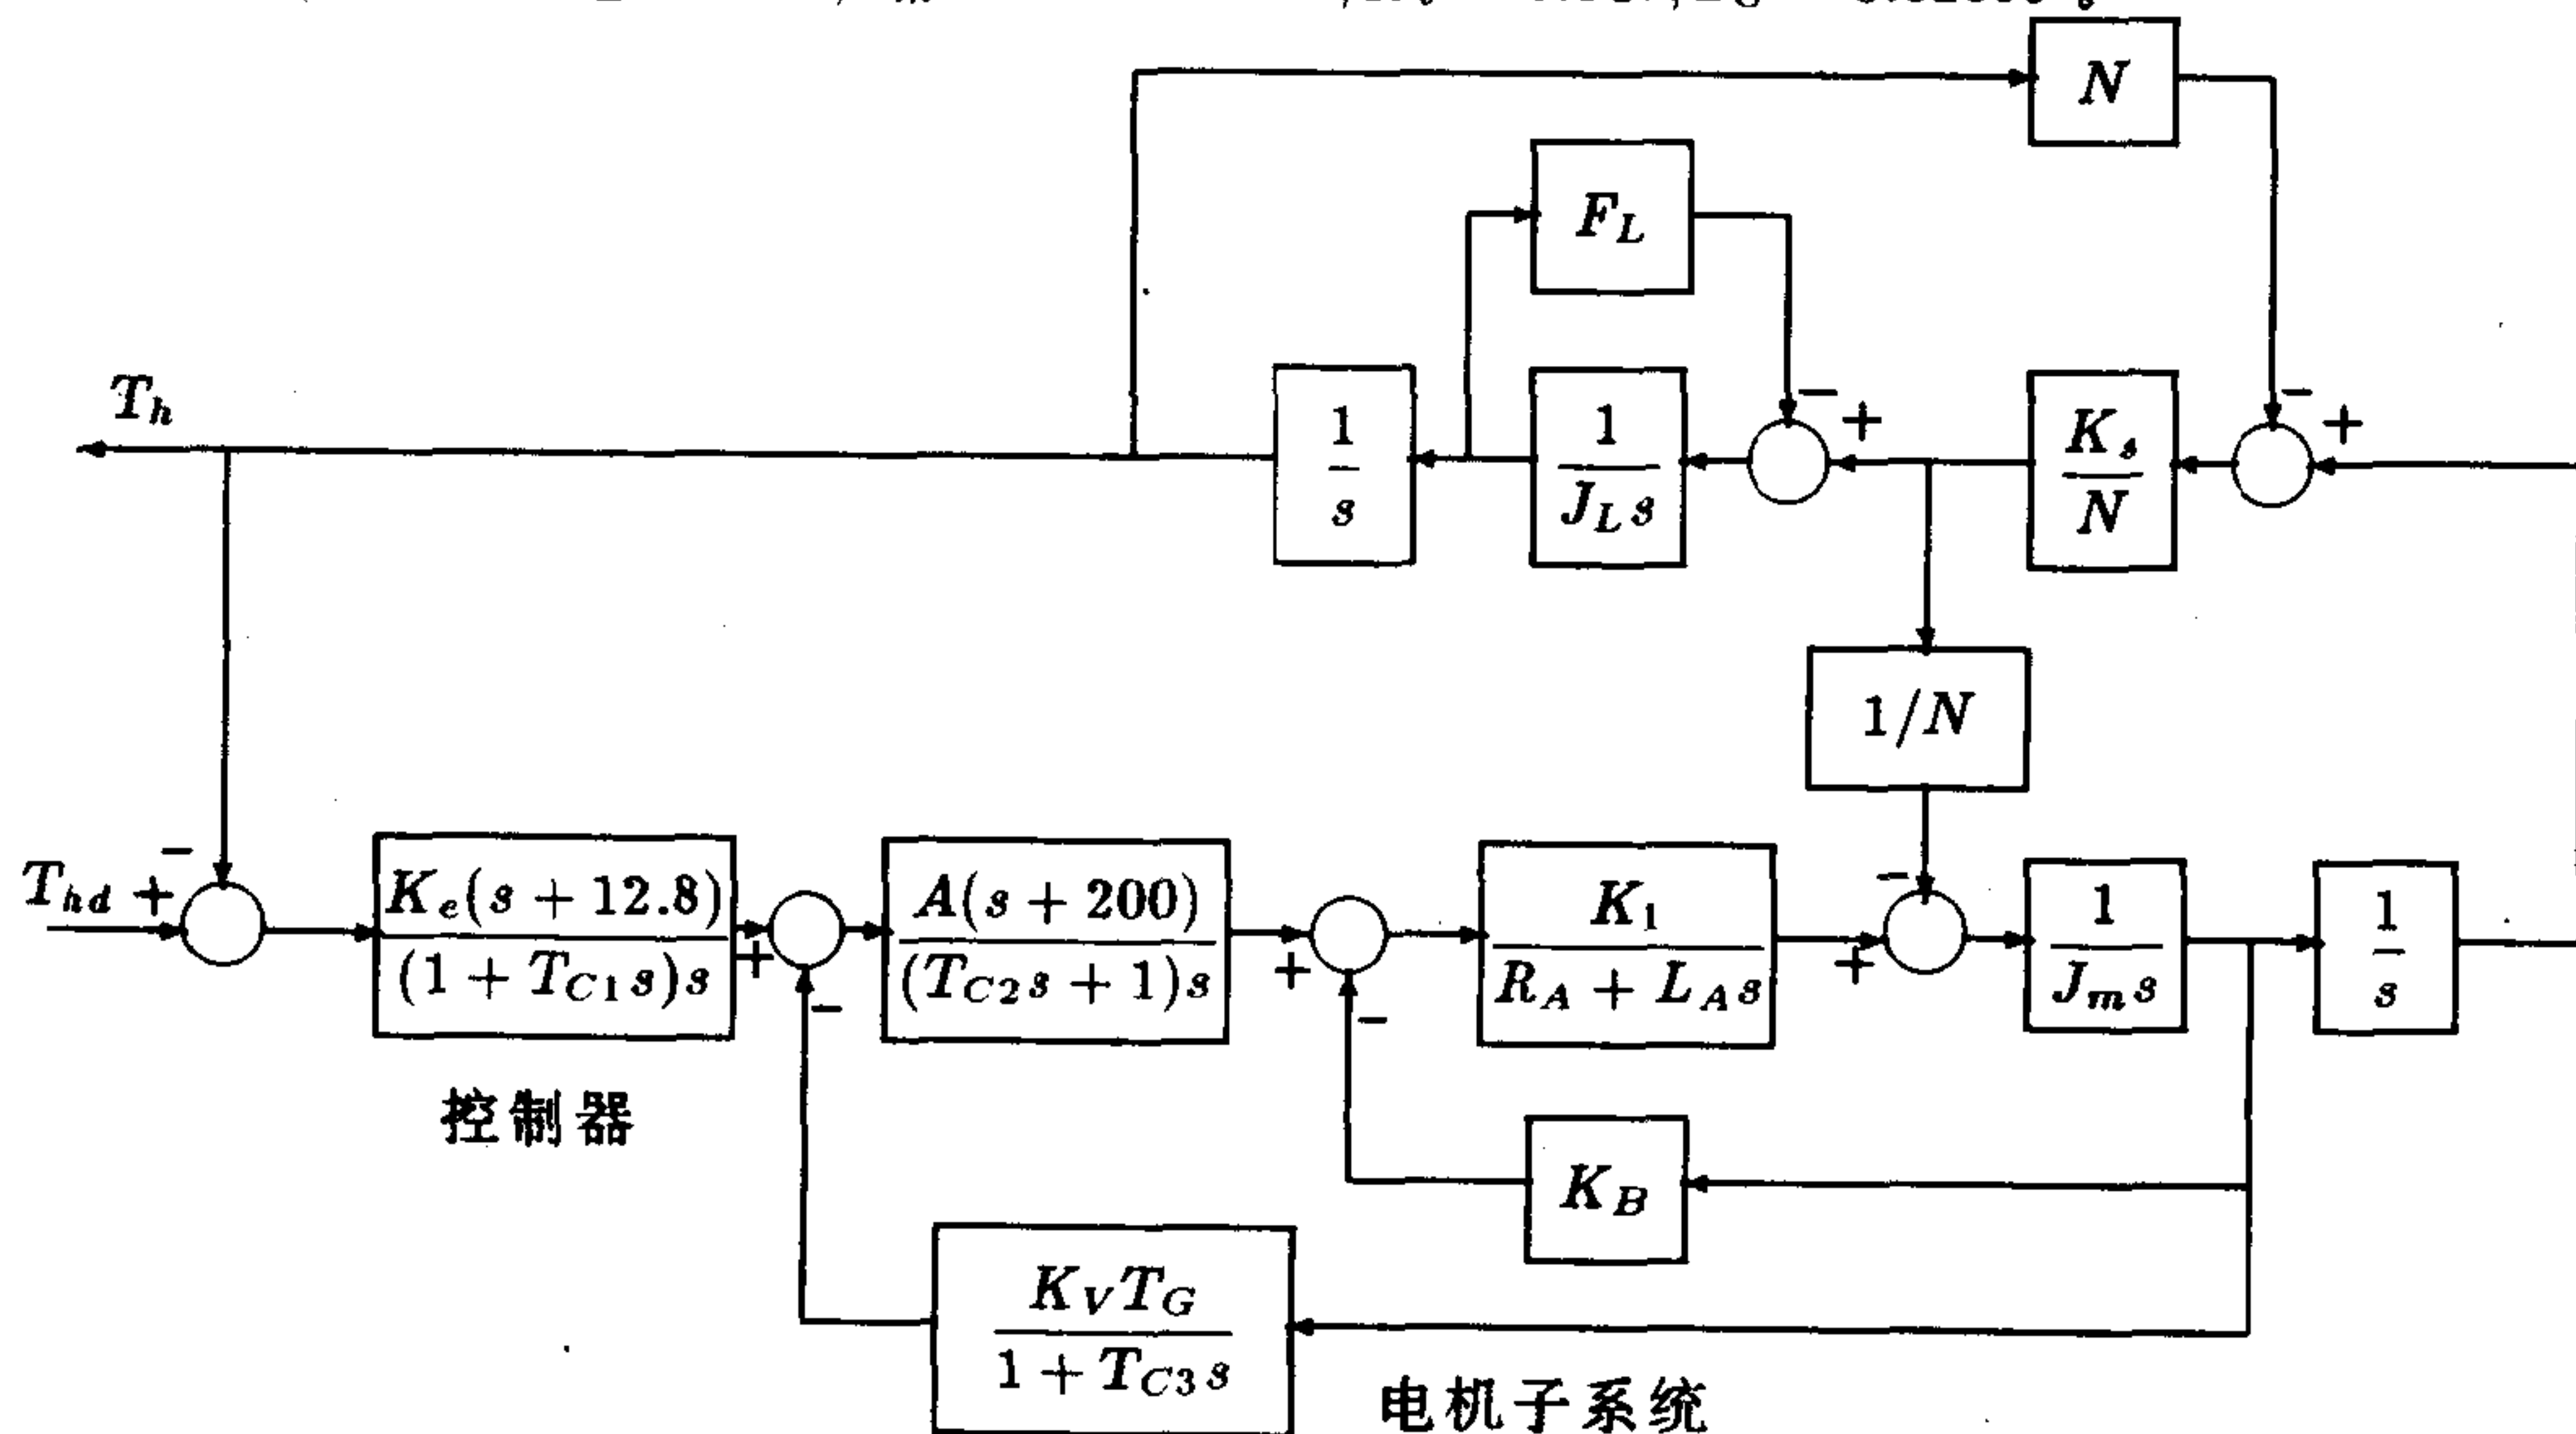 N
F_L
T_h
1/s
1/(J_L s)
K_s/N
− +
− +
1/N
T_hd + −
K_e(s + 12.8)/((1 + T_C1 s)s)
+ −
A(s + 200)/((T_C2 s + 1)s)
+ −
K_1/(R_A + L_A s)
+ −
1/(J_m s)
1/s
控制器
K_B
K_V T_G/(1 + T_C3 s)
电机子系统